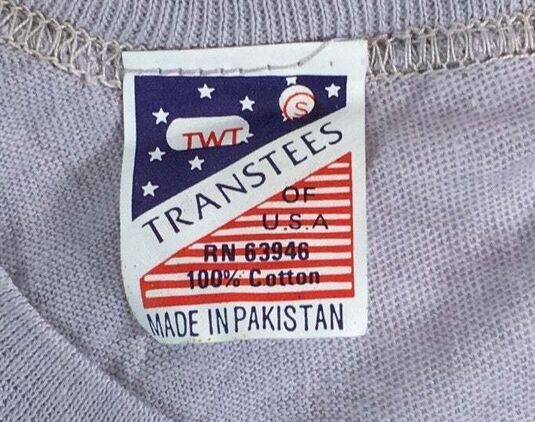 S
TWT
TRANSTEES
OF
U.S.A
RN 63946
100% Cotton
MADE IN PAKISTAN